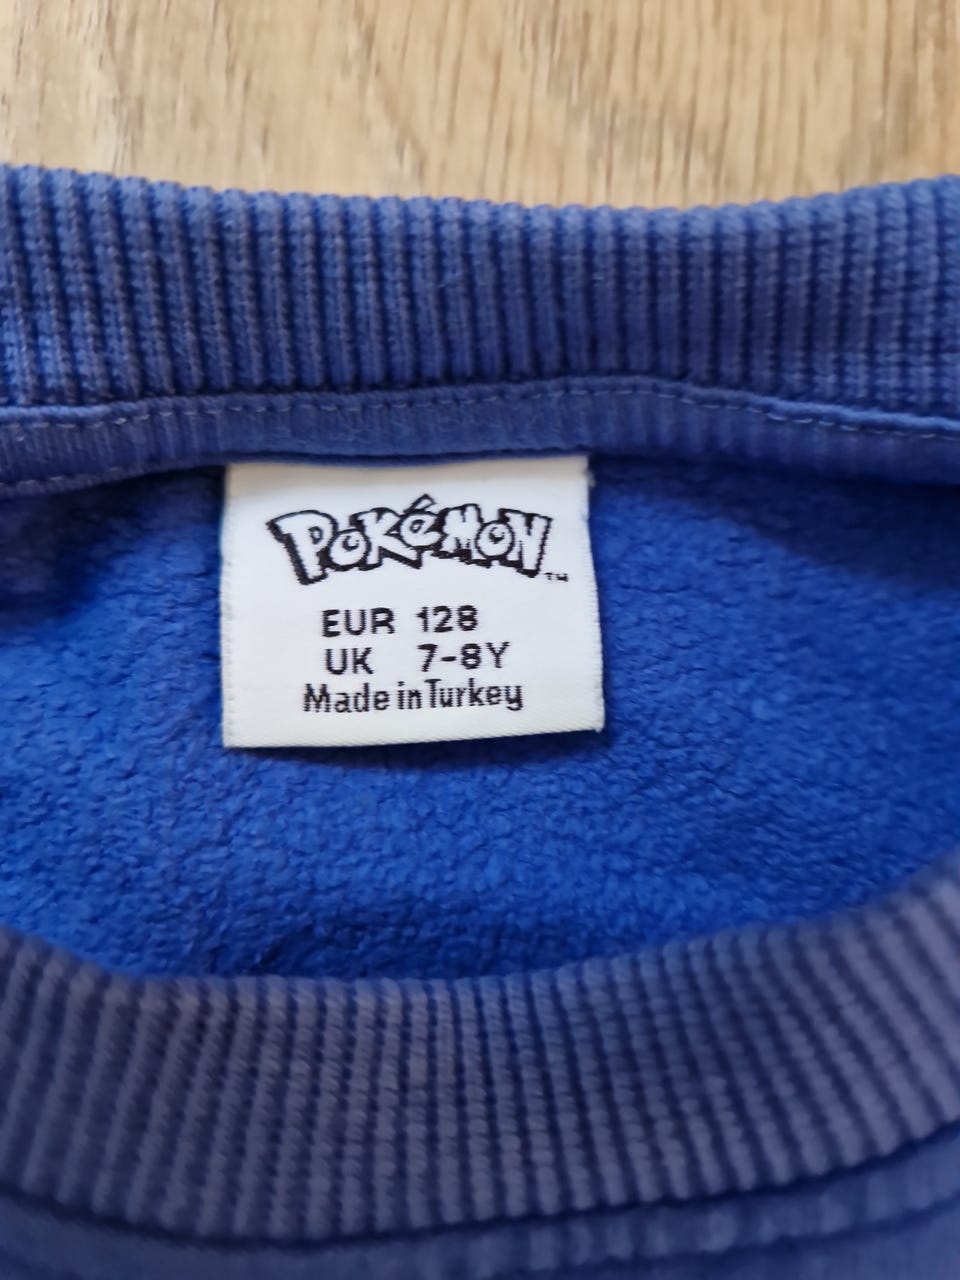 POKéMON™
EUR 128
UK 7-8Y
Made in Turkey